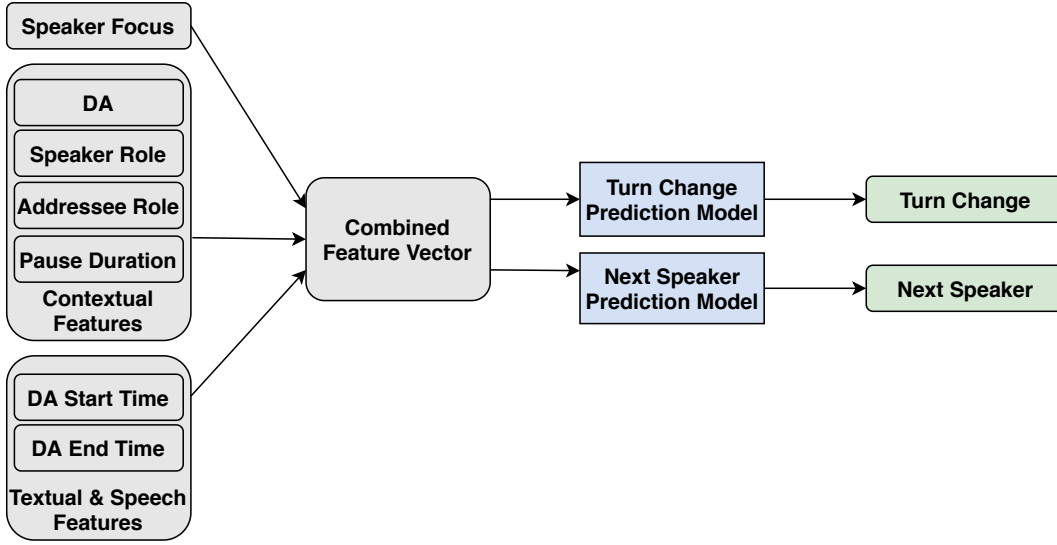 Speaker Focus
DA
Speaker Role
Addressee Role
Pause Duration
Contextual
Features
DA Start Time
DA End Time
Textual & Speech
Features
Combined
Feature Vector
Turn Change
Prediction Model
Next Speaker
Prediction Model
Turn Change
Next Speaker